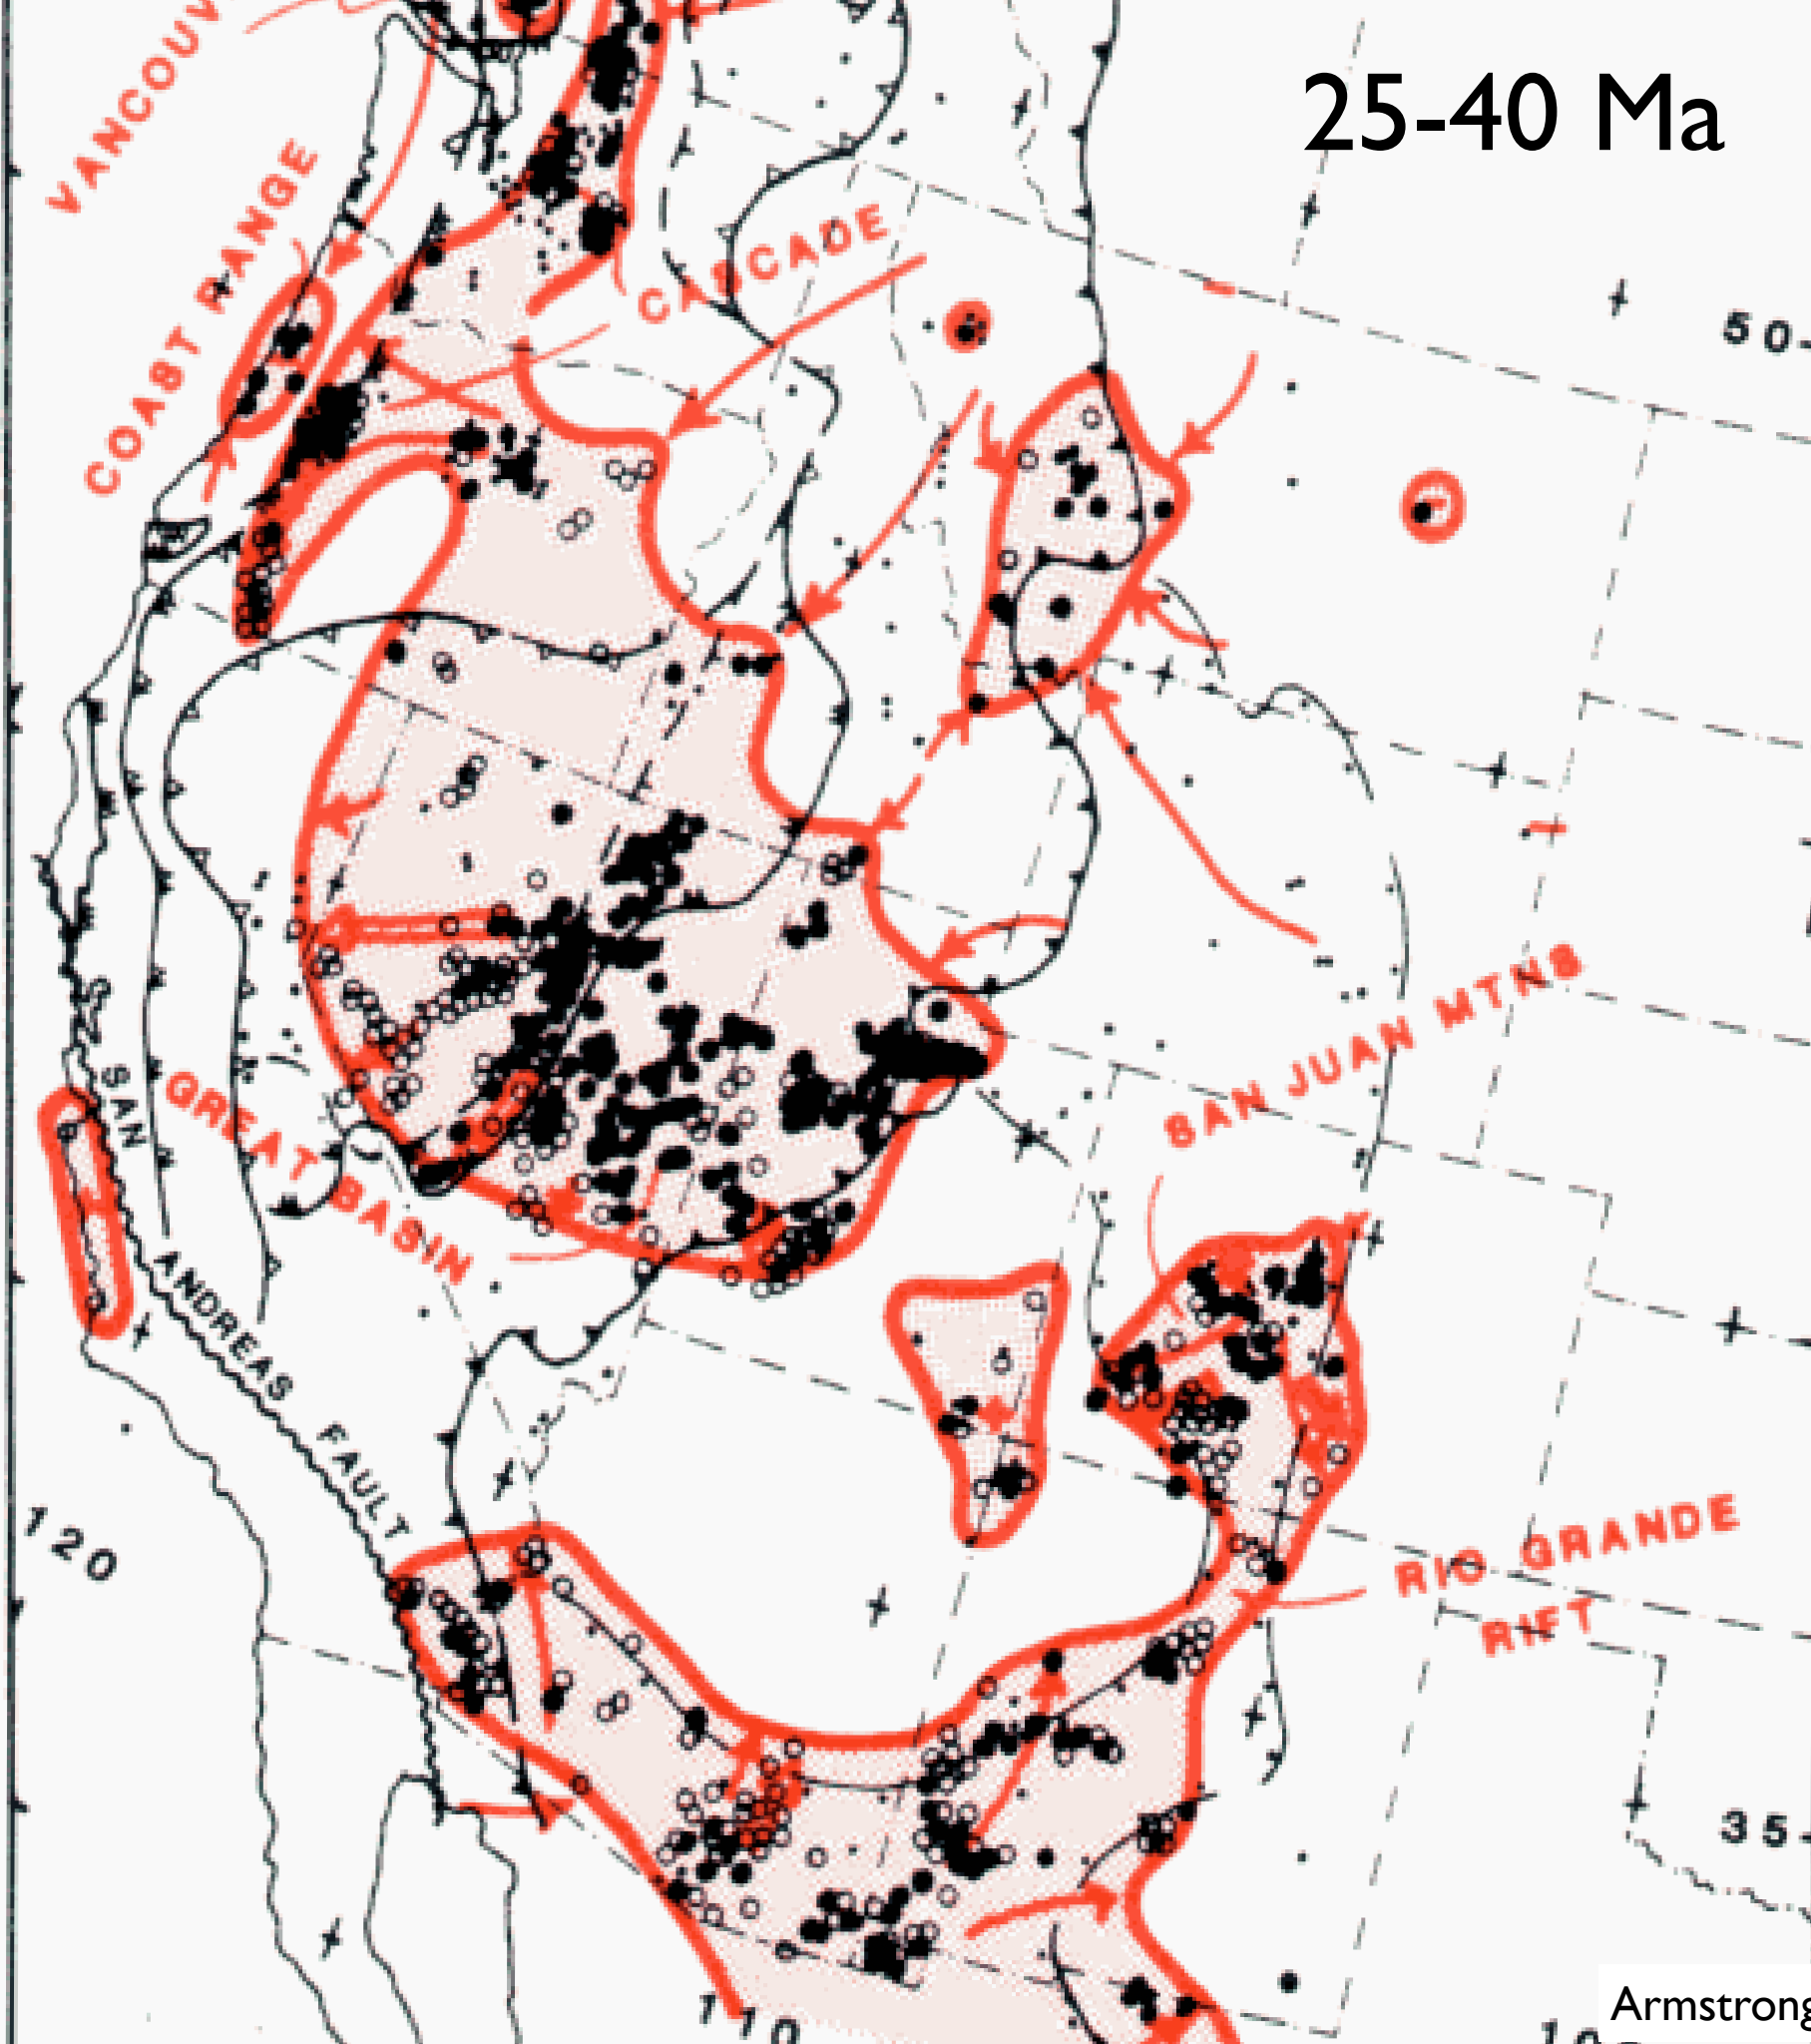 25-40 Ma
VANCOUV
COAST RANGE
CASCADE
50
SAN JUAN MTNS
GREAT BASIN
SAN ANDREAS FAULT
120
RIO GRANDE
RIFT
35
110
Armstrong